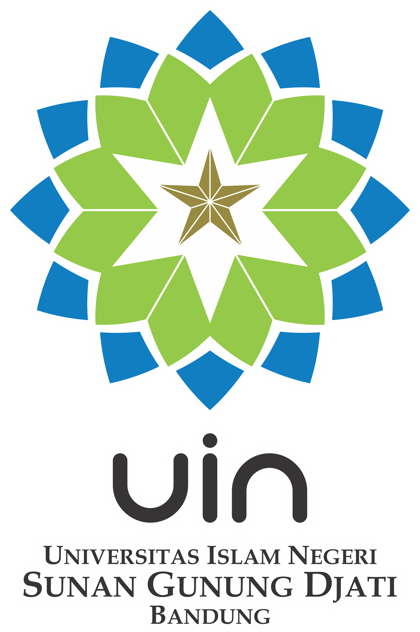 uin
UNIVERSITAS ISLAM NEGERI
SUNAN GUNUNG DJATI
BANDUNG